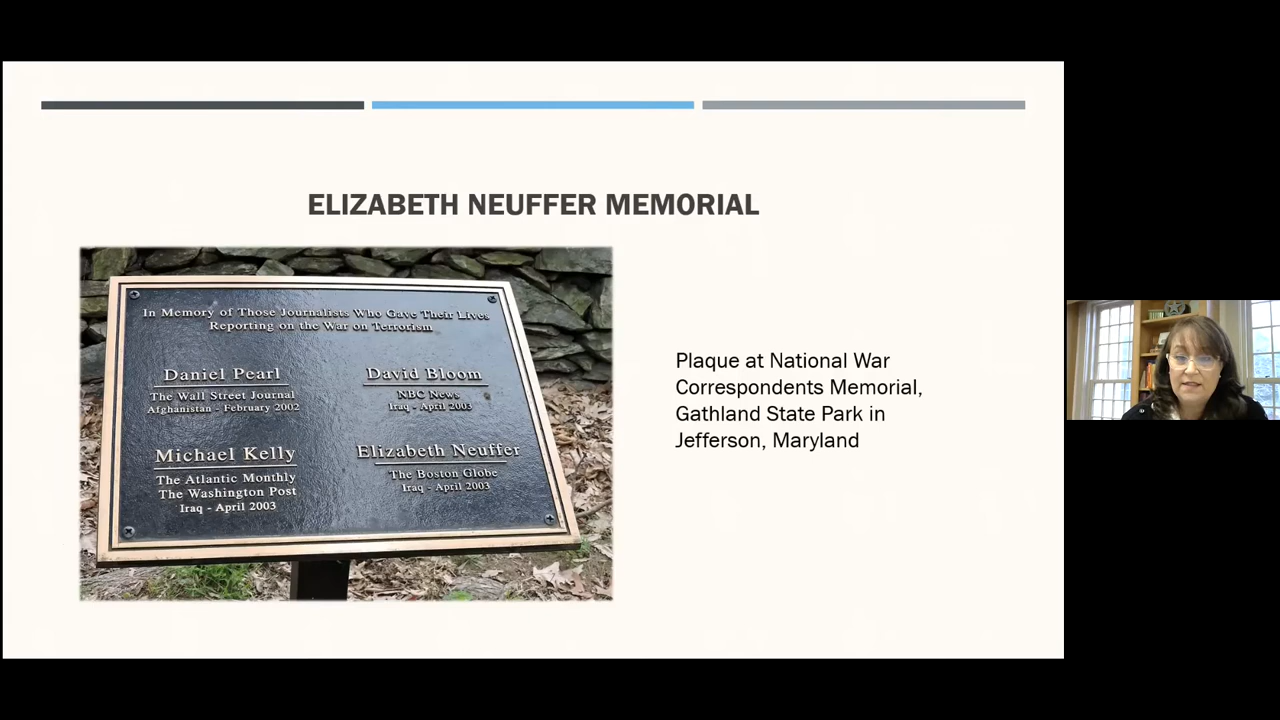 ELIZABETH NEUFFER MEMORIAL
In Memory of Those Journalists Who Gave Their Lives
Reporting on the War on Terrorism
Daniel Pearl
The Wall Street Journal
Afghanistan - February 2002
David Bloom
NBC News
Iraq - April 2003
Michael Kelly
The Atlantic Monthly
The Washington Post
Iraq - April 2003
Elizabeth Neuffer
The Boston Globe
Iraq - April 2003
Plaque at National War
Correspondents Memorial,
Gathland State Park in
Jefferson, Maryland